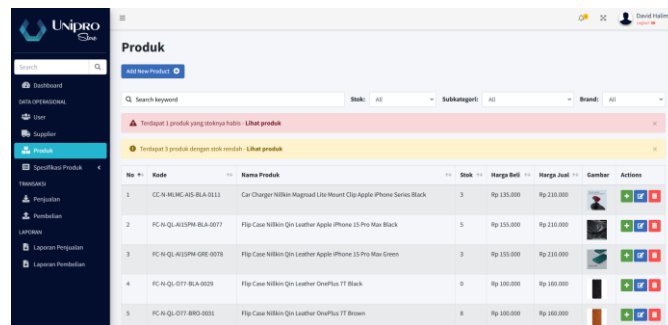 UNIPRO
Store
David Halim
Logout
Search
Dashboard
DATA OPERASIONAL
User
Supplier
Produk
Spesifikasi Produk
TRANSAKSI
Penjualan
Pembelian
LAPORAN
Laporan Penjualan
Laporan Pembelian
Produk
Add New Product
Search keyword
Stok: All
Subkategori: All
Brand: All
Terdapat 1 produk yang stoknya habis - Lihat produk
Terdapat 3 produk dengan stok rendah - Lihat produk
No Kode Nama Produk Stok Harga Beli Harga Jual Gambar Actions
1 CC-N-MLMC-AIS-BLA-0111 Car Charger Nillkin Magroad Lite Mount Clip Apple iPhone Series Black 3 Rp 135.000 Rp 210.000
2 FC-N-QL-AI15PM-BLA-0077 Flip Case Nillkin Qin Leather Apple iPhone 15 Pro Max Black 5 Rp 155.000 Rp 210.000
3 FC-N-QL-AI15PM-GRE-0078 Flip Case Nillkin Qin Leather Apple iPhone 15 Pro Max Green 3 Rp 155.000 Rp 210.000
4 FC-N-QL-O7T-BLA-0029 Flip Case Nillkin Qin Leather OnePlus 7T Black 0 Rp 100.000 Rp 160.000
5 FC-N-QL-O7T-BRO-0031 Flip Case Nillkin Qin Leather OnePlus 7T Brown 8 Rp 100.000 Rp 160.000